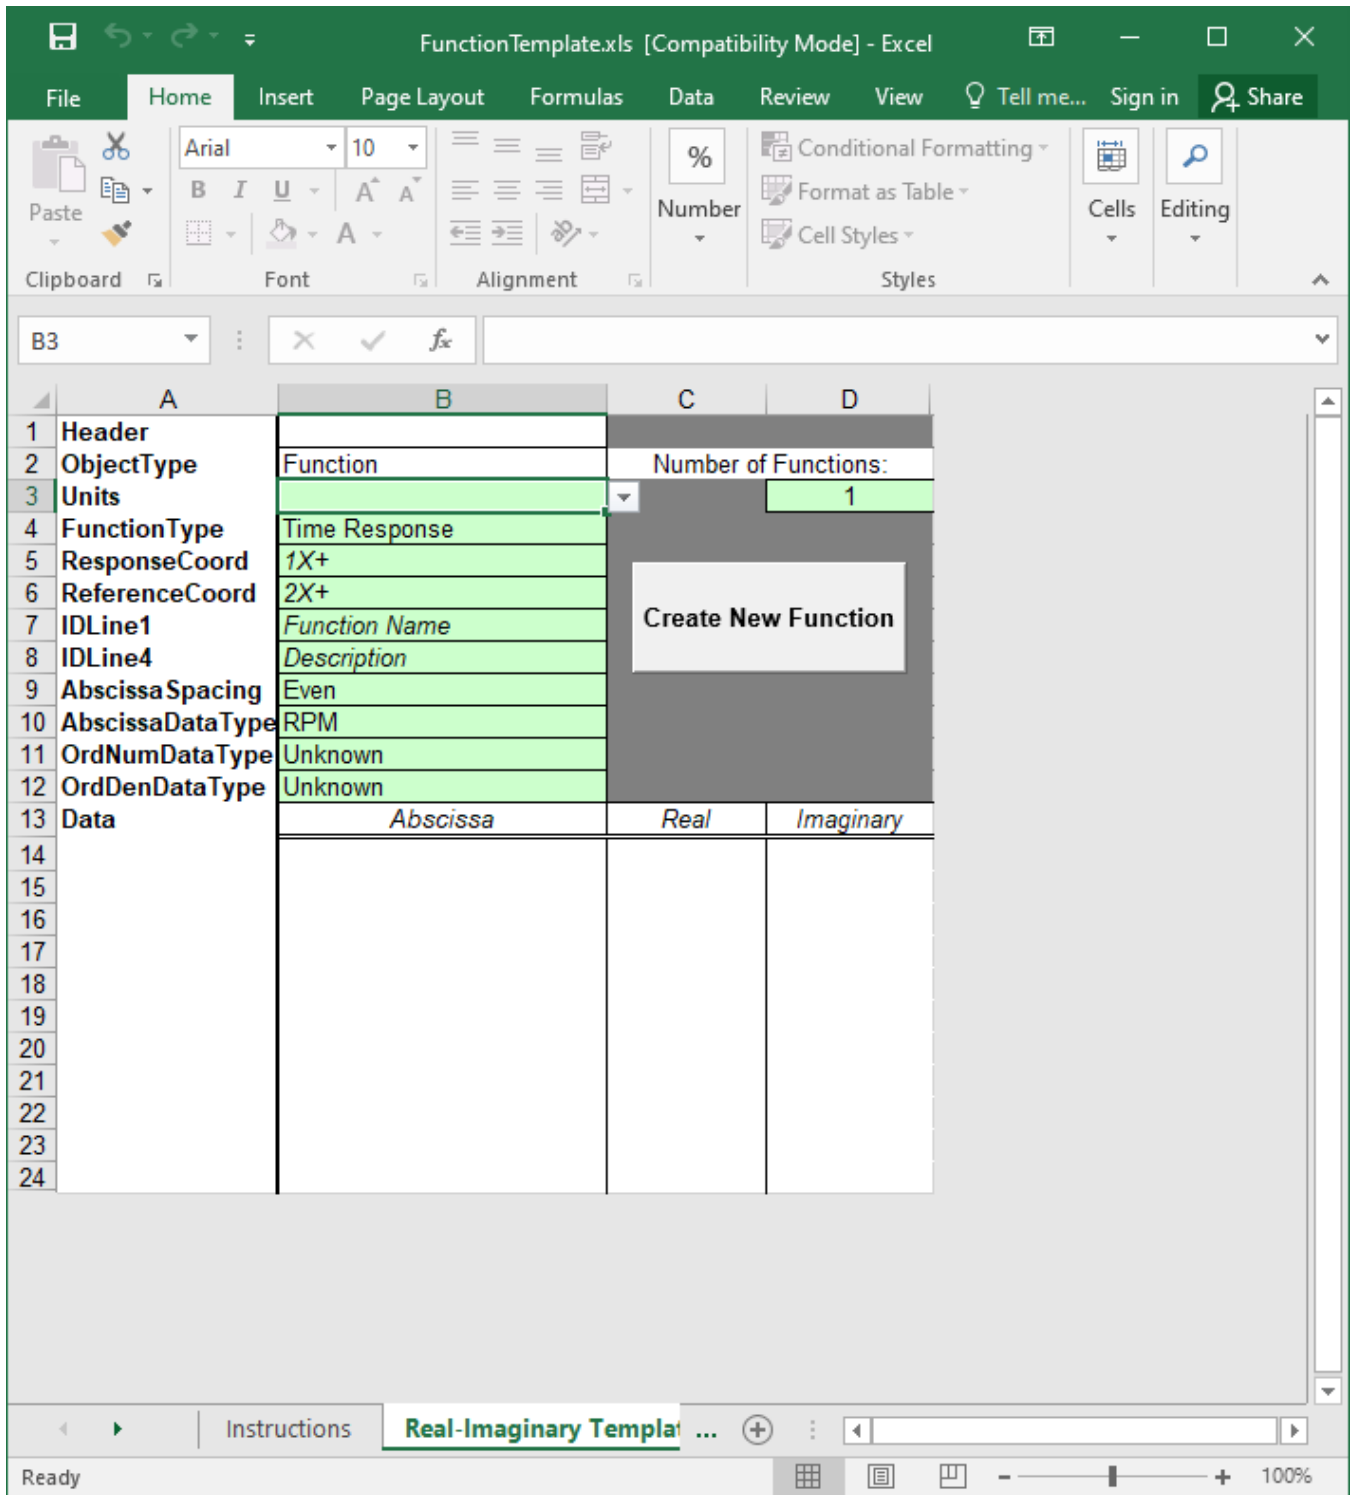 FunctionTemplate.xls [Compatibility Mode] - Excel
File Home Insert Page Layout Formulas Data Review View Tell me... Sign in Share
Paste
Arial 10
B I U A A
A
%
Number
Conditional Formatting
Format as Table
Cell Styles
Cells
Editing
Clipboard Font Alignment Styles
B3 fx
A B C D
1 Header
2 ObjectType Function Number of Functions:
3 Units 1
4 FunctionType Time Response
5 ResponseCoord 1X+
6 ReferenceCoord 2X+
7 IDLine1 Function Name
Create New Function
8 IDLine4 Description
9 AbscissaSpacing Even
10 AbscissaDataType RPM
11 OrdNumDataType Unknown
12 OrdDenDataType Unknown
13 Data Abscissa Real Imaginary
14
15
16
17
18
19
20
21
22
23
24
Instructions Real-Imaginary Templat ...
Ready 100%